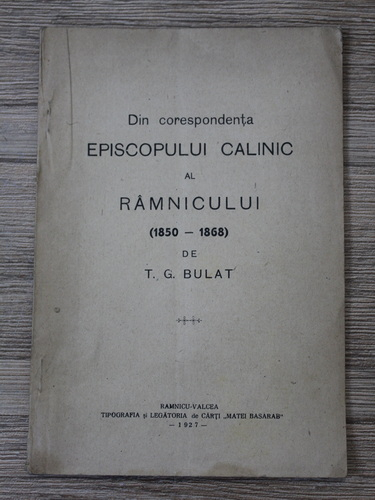 Din corespondența
EPISCOPULUI CALINIC
AL
RÂMNICULUI
(1850 — 1868)
DE
T. G. BULAT
RAMNICU-VALCEA
TIPOGRAFIA și LEGĂTORIA de CĂRȚI „MATEI BASARAB”
— 1927 —